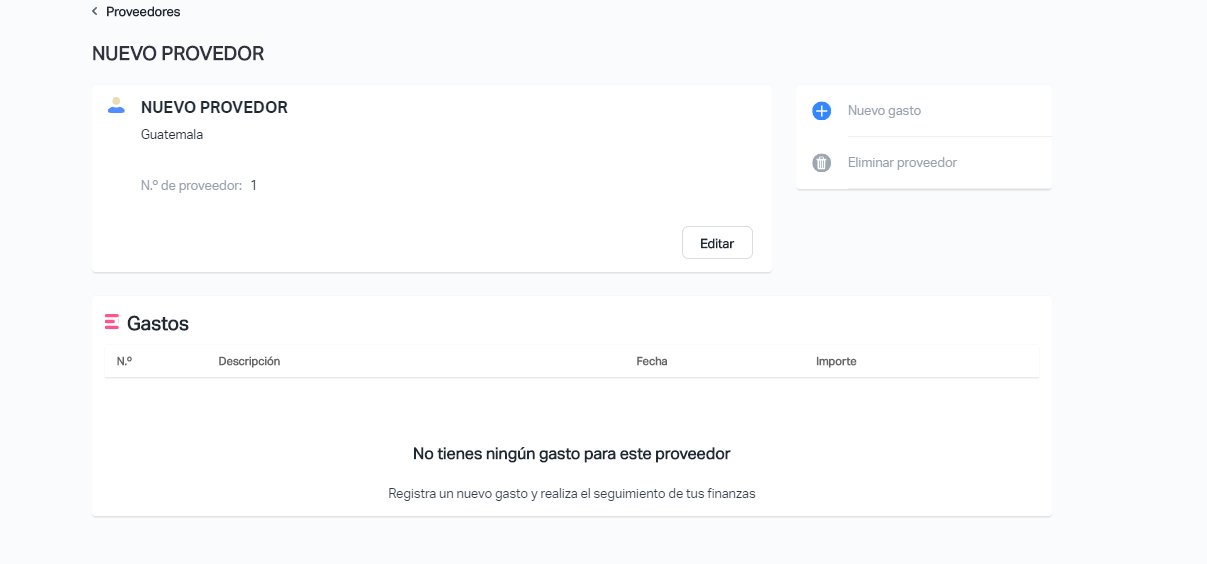 Proveedores
NUEVO PROVEDOR
NUEVO PROVEDOR
Guatemala
N.º de proveedor: 1
Editar
Nuevo gasto
Eliminar proveedor
Gastos
N.º Descripción Fecha Importe
No tienes ningún gasto para este proveedor
Registra un nuevo gasto y realiza el seguimiento de tus finanzas